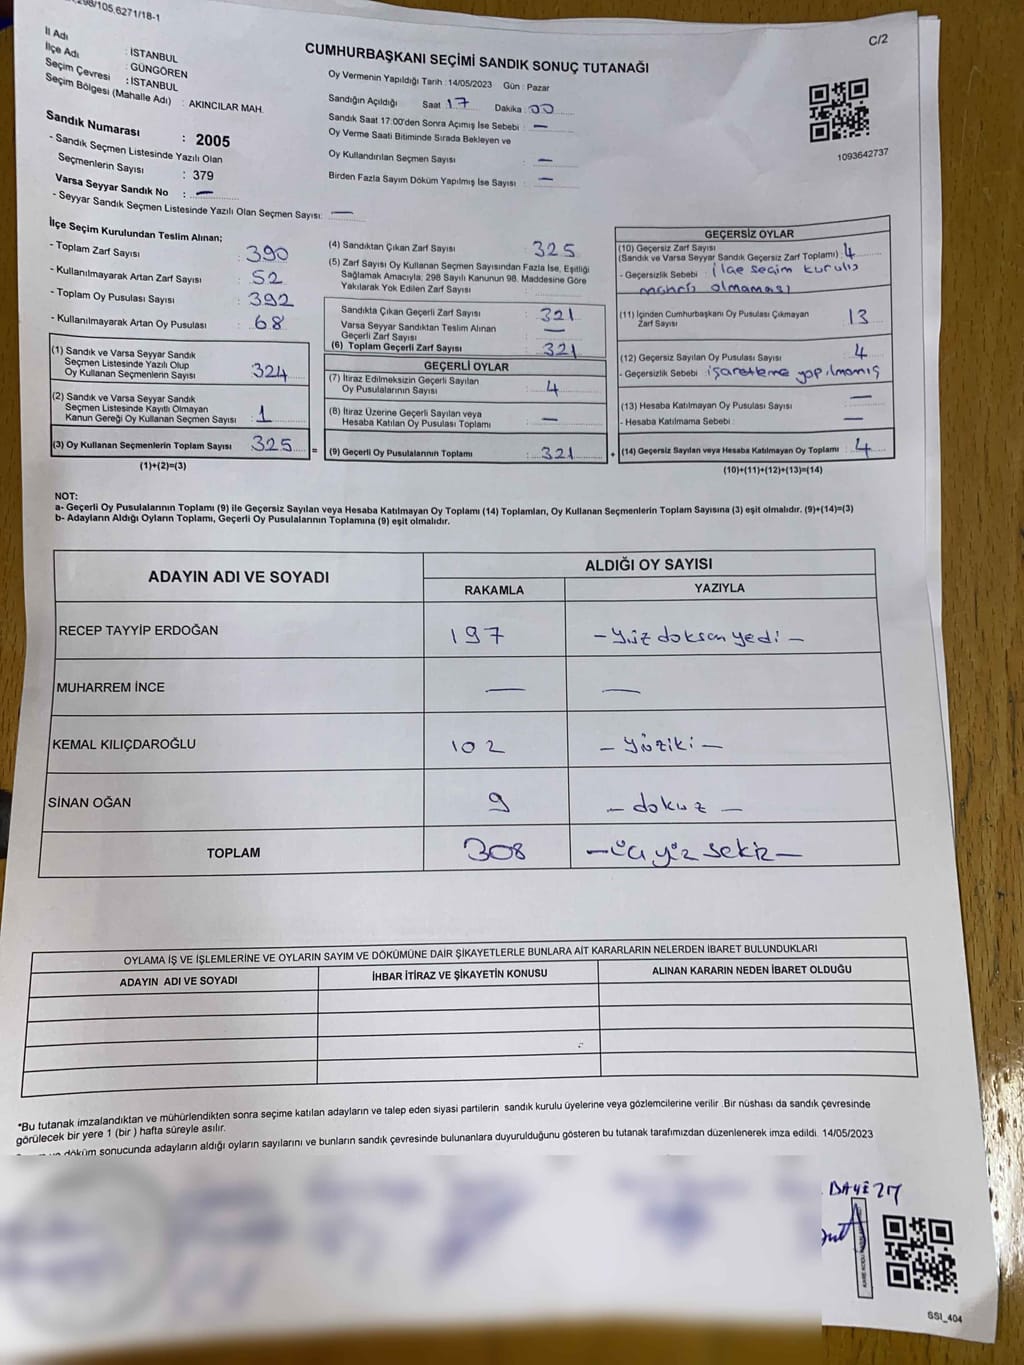 298/105.6271/18-1
C/2
İl Adı : İSTANBUL
İlçe Adı : GÜNGÖREN
Seçim Çevresi : İSTANBUL
Seçim Bölgesi (Mahalle Adı) : AKINCILAR MAH.
Sandık Numarası : 2005
- Sandık Seçmen Listesinde Yazılı Olan
Seçmenlerin Sayısı : 379
Varsa Seyyar Sandık No : —
- Seyyar Sandık Seçmen Listesinde Yazılı Olan Seçmen Sayısı: —
CUMHURBAŞKANI SEÇİMİ SANDIK SONUÇ TUTANAĞI
Oy Vermenin Yapıldığı Tarih : 14/05/2023 Gün : Pazar
Sandığın Açıldığı Saat 17 Dakika : 00
Sandık Saat 17:00'den Sonra Açımış İse Sebebi : —
Oy Verme Saati Bitiminde Sırada Bekleyen ve
Oy Kullandırılan Seçmen Sayısı : —
Birden Fazla Sayım Döküm Yapılmış İse Sayısı : —
1093642737
İlçe Seçim Kurulundan Teslim Alınan;
- Toplam Zarf Sayısı : 390
- Kullanılmayarak Artan Zarf Sayısı : 52
- Toplam Oy Pusulası Sayısı : 392
- Kullanılmayarak Artan Oy Pusulası : 68
(1) Sandık ve Varsa Seyyar Sandık
Seçmen Listesinde Yazılı Olup
Oy Kullanan Seçmenlerin Sayısı : 324
(2) Sandık ve Varsa Seyyar Sandık
Seçmen Listesinde Kayıtlı Olmayan
Kanun Gereği Oy Kullanan Seçmen Sayısı : 1
(3) Oy Kullanan Seçmenlerin Toplam Sayısı 325 =
(1)+(2)=(3)
(4) Sandıktan Çıkan Zarf Sayısı : 325
(5) Zarf Sayısı Oy Kullanan Seçmen Sayısından Fazla İse, Eşitliği
Sağlamak Amacıyla; 298 Sayılı Kanunun 98. Maddesine Göre
Yakılarak Yok Edilen Zarf Sayısı :
Sandıkta Çıkan Geçerli Zarf Sayısı : 321
Varsa Seyyar Sandıktan Teslim Alınan
Geçerli Zarf Sayısı : —
(6) Toplam Geçerli Zarf Sayısı : 321
GEÇERLİ OYLAR
(7) İtiraz Edilmeksizin Geçerli Sayılan
Oy Pusulalarının Sayısı : 4
(8) İtiraz Üzerine Geçerli Sayılan veya
Hesaba Katılan Oy Pusulası Toplamı : —
(9) Geçerli Oy Pusulalarının Toplamı : 321 +
GEÇERSİZ OYLAR
(10) Geçersiz Zarf Sayısı
(Sandık ve Varsa Seyyar Sandık Geçersiz Zarf Toplamı) : 4
- Geçersizlik Sebebi : ilçe seçim kurulu
mührü olmaması
(11) İçinden Cumhurbaşkanı Oy Pusulası Çıkmayan
Zarf Sayısı : 13
(12) Geçersiz Sayılan Oy Pusulası Sayısı : 4
- Geçersizlik Sebebi : işaretleme yapılmamış
(13) Hesaba Katılmayan Oy Pusulası Sayısı : —
- Hesaba Katılmama Sebebi : —
(14) Geçersiz Sayılan veya Hesaba Katılmayan Oy Toplamı : 4
(10)+(11)+(12)+(13)=(14)
NOT:
a- Geçerli Oy Pusulalarının Toplamı (9) ile Geçersiz Sayılan veya Hesaba Katılmayan Oy Toplamı (14) Toplamları, Oy Kullanan Seçmenlerin Toplam Sayısına (3) eşit olmalıdır. (9)+(14)=(3)
b- Adayların Aldığı Oyların Toplamı, Geçerli Oy Pusulalarının Toplamına (9) eşit olmalıdır.
ADAYIN ADI VE SOYADI
ALDIĞI OY SAYISI
RAKAMLA YAZIYLA
RECEP TAYYİP ERDOĞAN 197 - Yüz doksan yedi -
MUHARREM İNCE — —
KEMAL KILIÇDAROĞLU 102 - Yüziki -
SİNAN OĞAN 9 - dokuz -
TOPLAM 308 - üç yüz sekiz -
OYLAMA İŞ VE İŞLEMLERİNE VE OYLARIN SAYIM VE DÖKÜMÜNE DAİR ŞİKAYETLERLE BUNLARA AİT KARARLARIN NELERDEN İBARET BULUNDUKLARI
ADAYIN ADI VE SOYADI İHBAR İTİRAZ VE ŞİKAYETİN KONUSU ALINAN KARARIN NEDEN İBARET OLDUĞU
*Bu tutanak imzalandıktan ve mühürlendikten sonra seçime katılan adayların ve talep eden siyasi partilerin sandık kurulu üyelerine veya gözlemcilerine verilir .Bir nüshası da sandık çevresinde
görülecek bir yere 1 (bir ) hafta süreyle asılır.
döküm sonucunda adayların aldığı oyların sayılarını ve bunların sandık çevresinde bulunanlara duyurulduğunu gösteren bu tutanak tarafımızdan düzenlenerek imza edildi. 14/05/2023
SSI_404